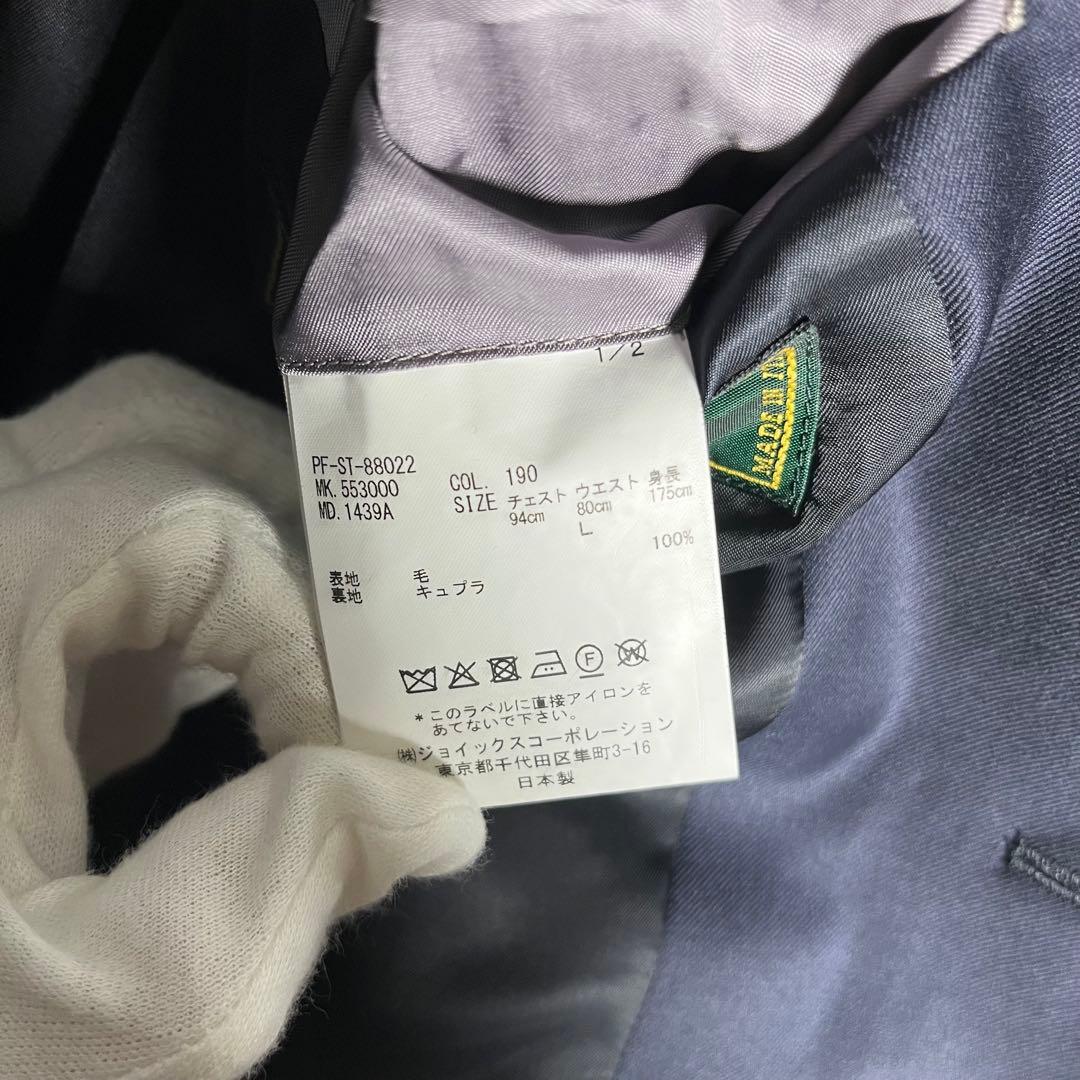 1/2
PF-ST-88022
MK. 553000
MD. 1439A
COL. 190
SIZE チェスト ウエスト 身長
94cm 80cm 175cm
L
100%
表地 毛
裏地 キュプラ
F
W
*このラベルに直接アイロンを
あてないで下さい。
㈱ジョイックスコーポレーション
東京都千代田区隼町3-16
日本製
MADE IN